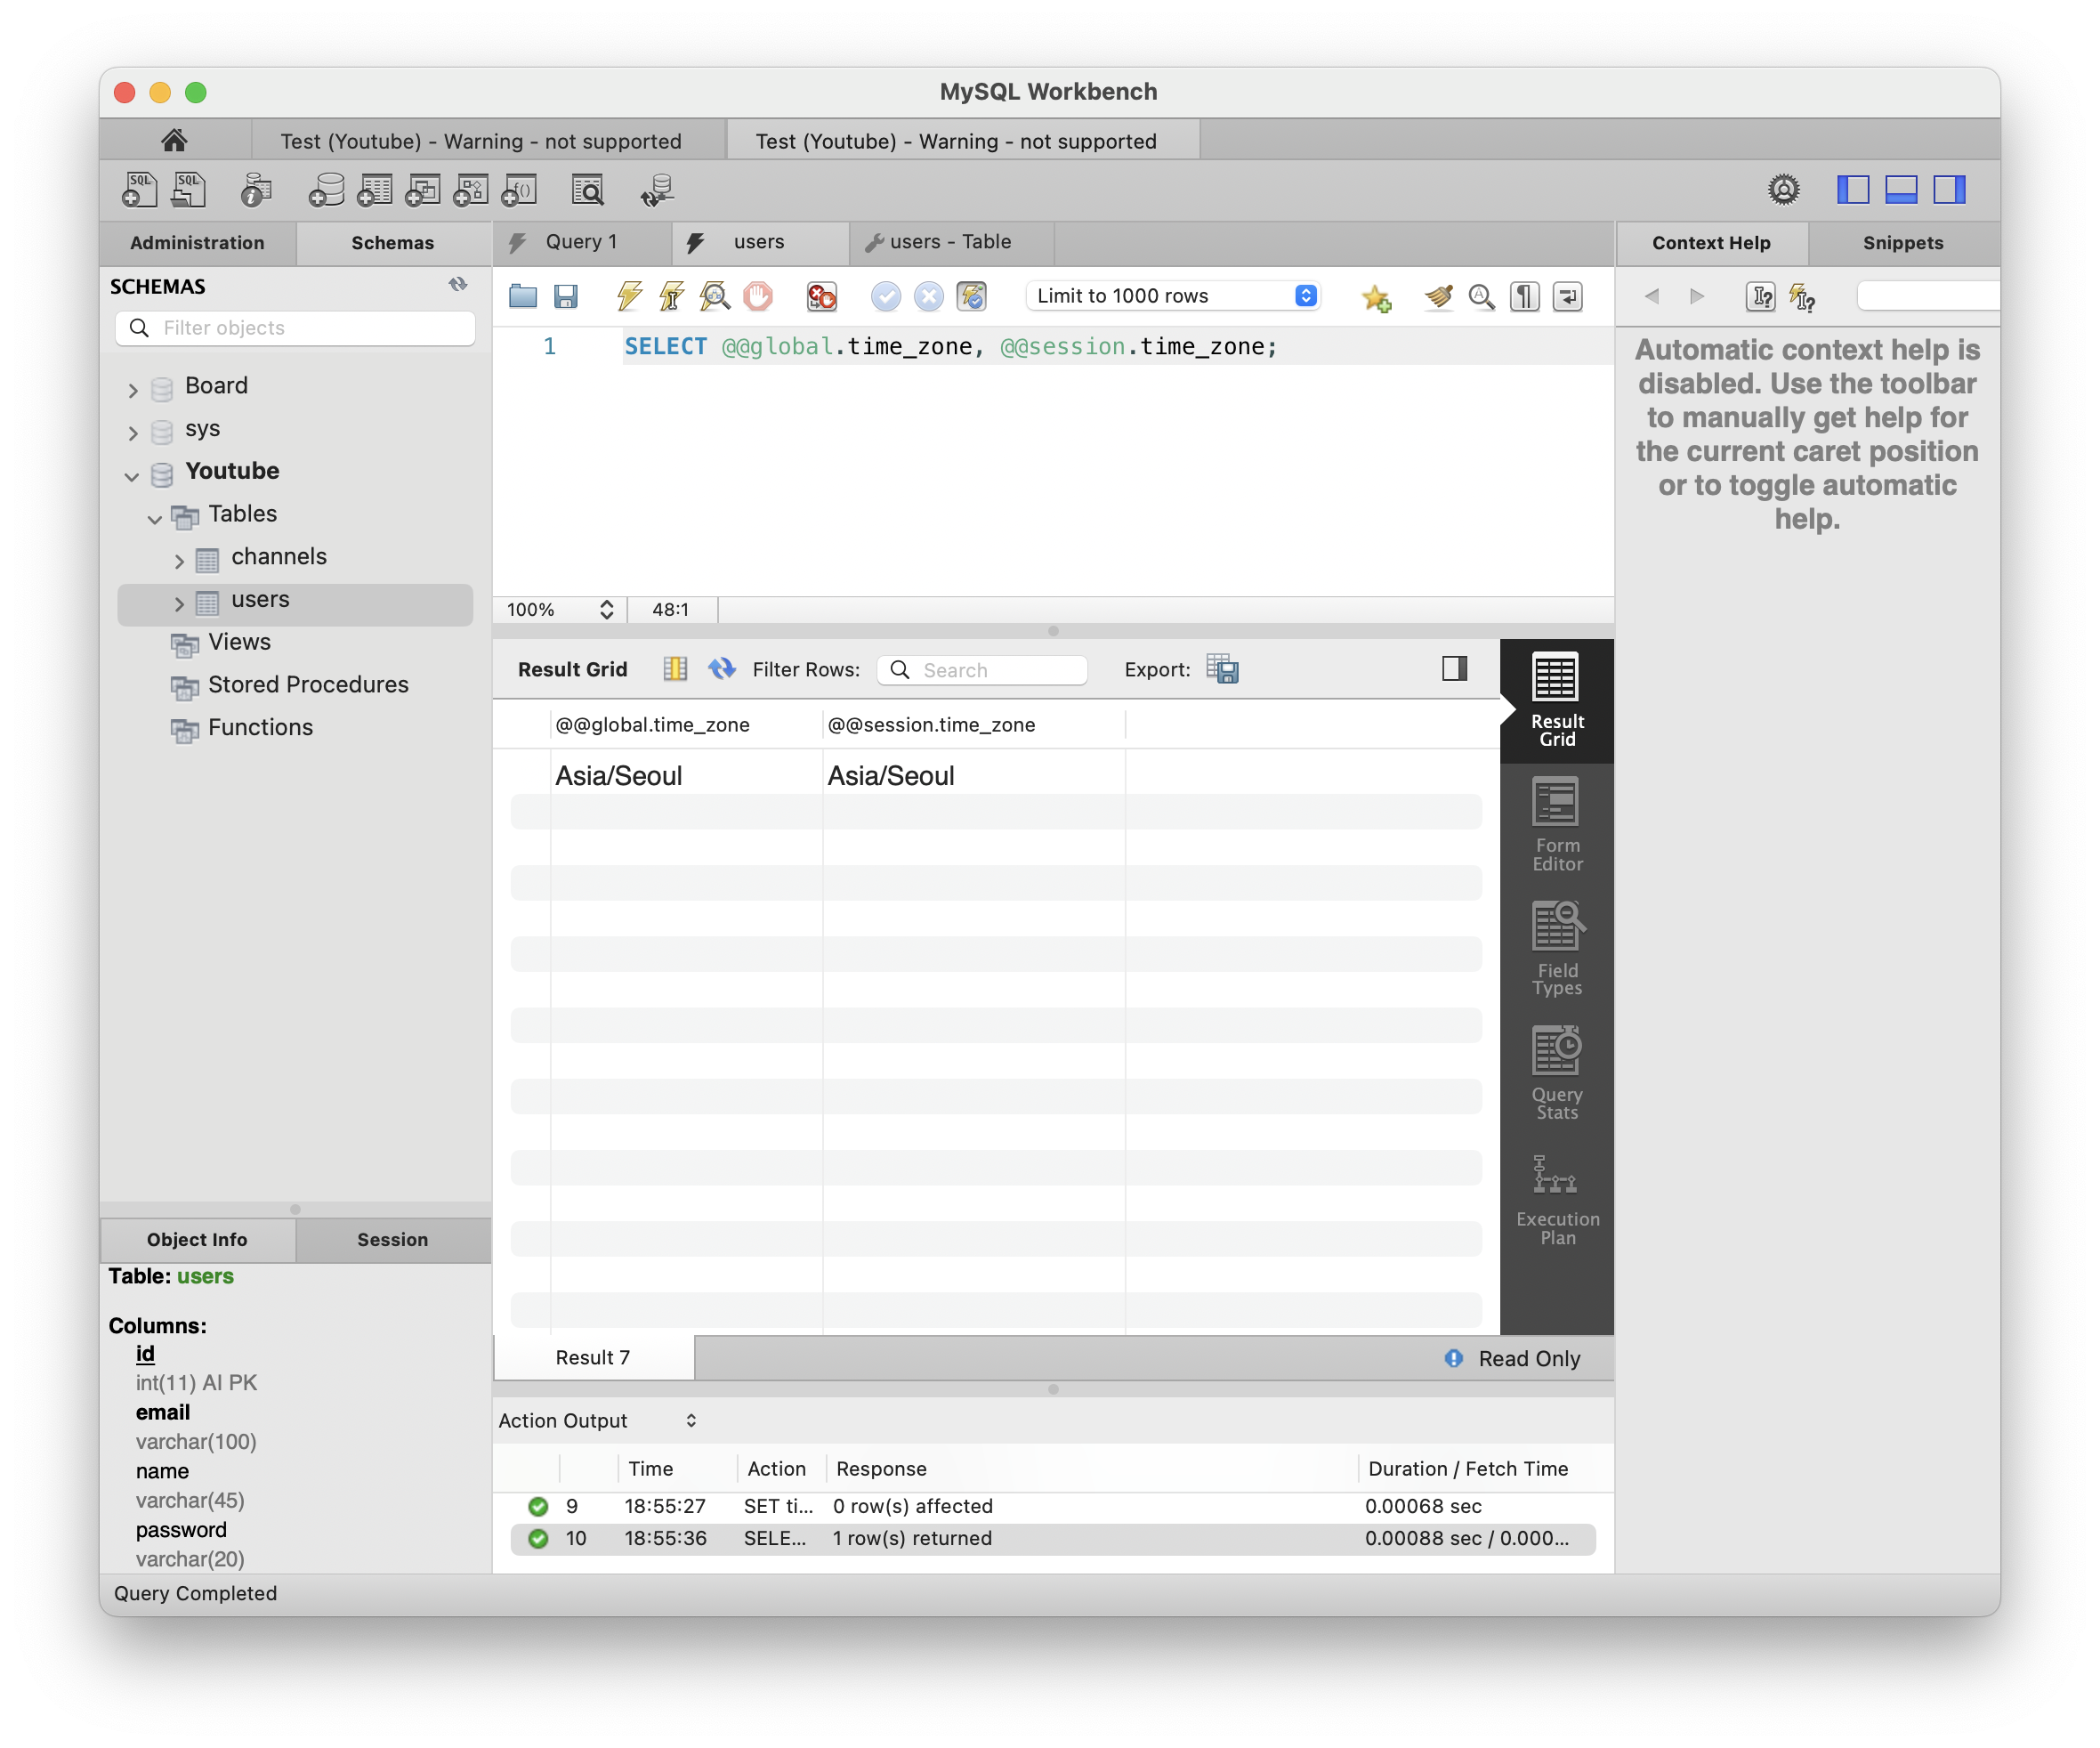 MySQL Workbench
Test (Youtube) - Warning - not supported
Test (Youtube) - Warning - not supported
Administration
Schemas
Query 1
users
users - Table
Context Help
Snippets
SCHEMAS
Filter objects
Board
sys
Youtube
Tables
channels
users
Views
Stored Procedures
Functions
Limit to 1000 rows
1
SELECT @@global.time_zone, @@session.time_zone;
100%
48:1
Automatic context help is
disabled. Use the toolbar
to manually get help for
the current caret position
or to toggle automatic
help.
Result Grid
Filter Rows:
Search
Export:
@@global.time_zone
@@session.time_zone
Asia/Seoul
Asia/Seoul
Result
Grid
Form
Editor
Field
Types
Query
Stats
Execution
Plan
Result 7
Read Only
Object Info
Session
Table: users
Columns:
id
int(11) AI PK
email
varchar(100)
name
varchar(45)
password
varchar(20)
Action Output
Time
Action
Response
Duration / Fetch Time
9
18:55:27
SET ti...
0 row(s) affected
0.00068 sec
10
18:55:36
SELE...
1 row(s) returned
0.00088 sec / 0.000...
Query Completed